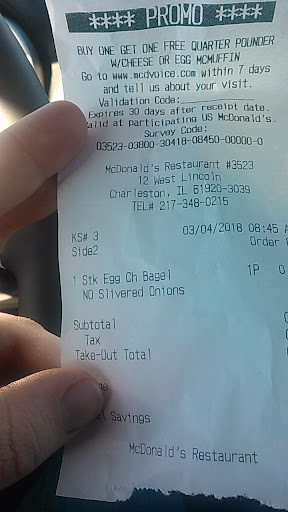 **** PROMO ****
BUY ONE GET ONE FREE QUARTER POUNDER
W/CHEESE OR EGG MCMUFFIN
Go to www.mcdvoice.com within 7 days
and tell us about your visit.
Validation Code:
Expires 30 days after receipt date.
alid at participating US McDonald's.
Survey Code:
03523-03800-30418-08450-00000-0
McDonald's Restaurant #3523
12 West Lincoln
Charleston, IL 61920-3039
TEL# 217-348-0215
KS# 3 03/04/2018 08:45 A
Side2 Order
1 Stk Egg Ch Bagel 1P 0
NO Slivered Onions
Subtotal
Tax
Take-Out Total
Savings
McDonald's Restaurant